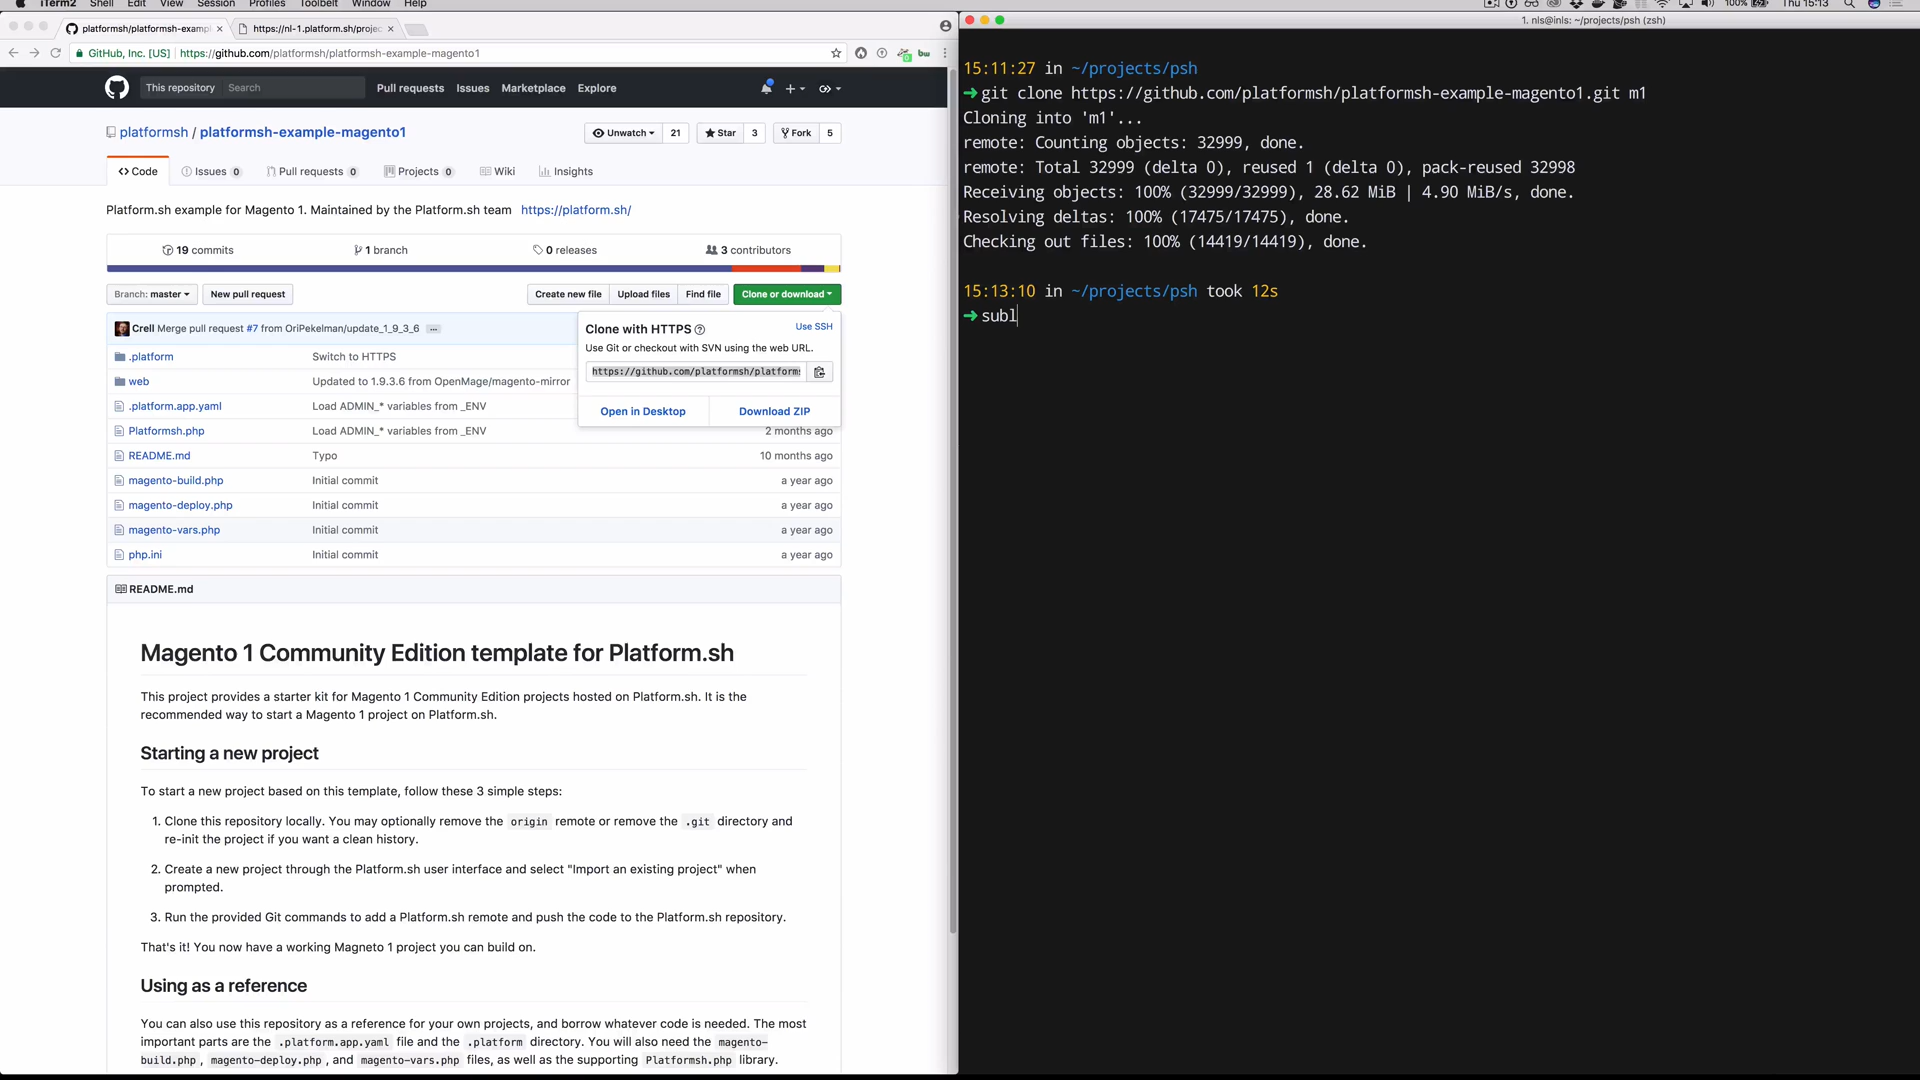 iTerm2 Shell Edit View Session Profiles Toolbelt Window Help
100% Thu 15:13
platformsh/platformsh-exampl
https://nl-1.platform.sh/projec
GitHub, Inc. [US] https://github.com/platformsh/platformsh-example-magento1
bw
This repository Search Pull requests Issues Marketplace Explore
platformsh / platformsh-example-magento1
Unwatch 21 Star 3 Fork 5
Code Issues 0 Pull requests 0 Projects 0 Wiki Insights
Platform.sh example for Magento 1. Maintained by the Platform.sh team https://platform.sh/
19 commits 1 branch 0 releases 3 contributors
Branch: master New pull request Create new file Upload files Find file Clone or download
Crell Merge pull request #7 from OriPekelman/update_1_9_3_6 ...
.platform Switch to HTTPS
web Updated to 1.9.3.6 from OpenMage/magento-mirror
.platform.app.yaml Load ADMIN_* variables from _ENV
Platformsh.php Load ADMIN_* variables from _ENV 2 months ago
README.md Typo 10 months ago
magento-build.php Initial commit a year ago
magento-deploy.php Initial commit a year ago
magento-vars.php Initial commit a year ago
php.ini Initial commit a year ago
Clone with HTTPS Use SSH
Use Git or checkout with SVN using the web URL.
https://github.com/platformsh/platforms
Open in Desktop Download ZIP
README.md
Magento 1 Community Edition template for Platform.sh
This project provides a starter kit for Magento 1 Community Edition projects hosted on Platform.sh. It is the
recommended way to start a Magento 1 project on Platform.sh.
Starting a new project
To start a new project based on this template, follow these 3 simple steps:
1. Clone this repository locally. You may optionally remove the origin remote or remove the .git directory and
re-init the project if you want a clean history.
2. Create a new project through the Platform.sh user interface and select "Import an existing project" when
prompted.
3. Run the provided Git commands to add a Platform.sh remote and push the code to the Platform.sh repository.
That's it! You now have a working Magneto 1 project you can build on.
Using as a reference
You can also use this repository as a reference for your own projects, and borrow whatever code is needed. The most
important parts are the .platform.app.yaml file and the .platform directory. You will also need the magento-
build.php , magento-deploy.php , and magento-vars.php files, as well as the supporting Platformsh.php library.
1. nls@inls: ~/projects/psh (zsh)
15:11:27 in ~/projects/psh
➜ git clone https://github.com/platformsh/platformsh-example-magento1.git m1
Cloning into 'm1'...
remote: Counting objects: 32999, done.
remote: Total 32999 (delta 0), reused 1 (delta 0), pack-reused 32998
Receiving objects: 100% (32999/32999), 28.62 MiB | 4.90 MiB/s, done.
Resolving deltas: 100% (17475/17475), done.
Checking out files: 100% (14419/14419), done.
15:13:10 in ~/projects/psh took 12s
➜ subl